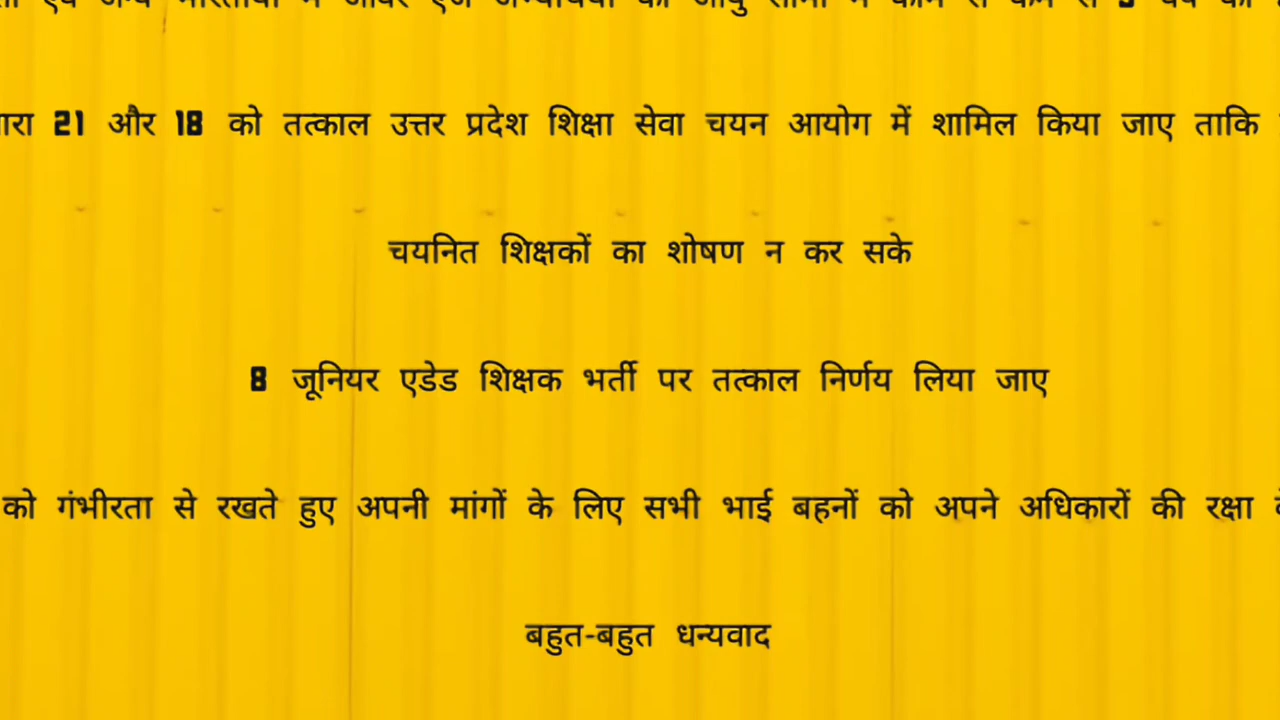 21 और 18 को तत्काल उत्तर प्रदेश शिक्षा सेवा चयन आयोग में शामिल किया जाए ताकि
चयनित शिक्षकों का शोषण न कर सके
8 जूनियर एडेड शिक्षक भर्ती पर तत्काल निर्णय लिया जाए
को गंभीरता से रखते हुए अपनी मांगों के लिए सभी भाई बहनों को अपने अधिकारों की रक्षा
बहुत-बहुत धन्यवाद